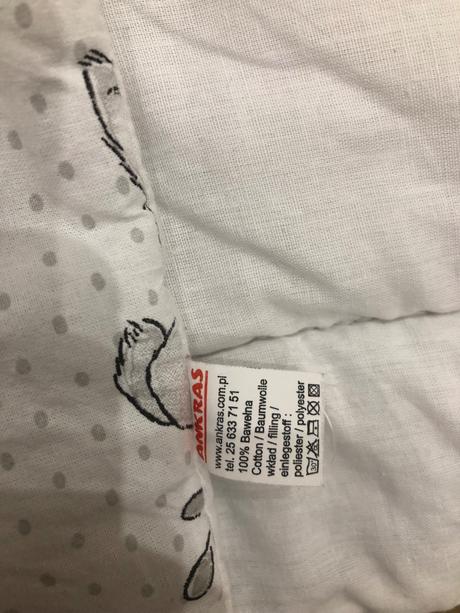 ANKRAS
www.ankras.com.pl
tel. 25 633 71 51
100% Bawełna
Cotton / Baumwolle
wkład / filling /
einlegestoff :
poliester / polyester
30°